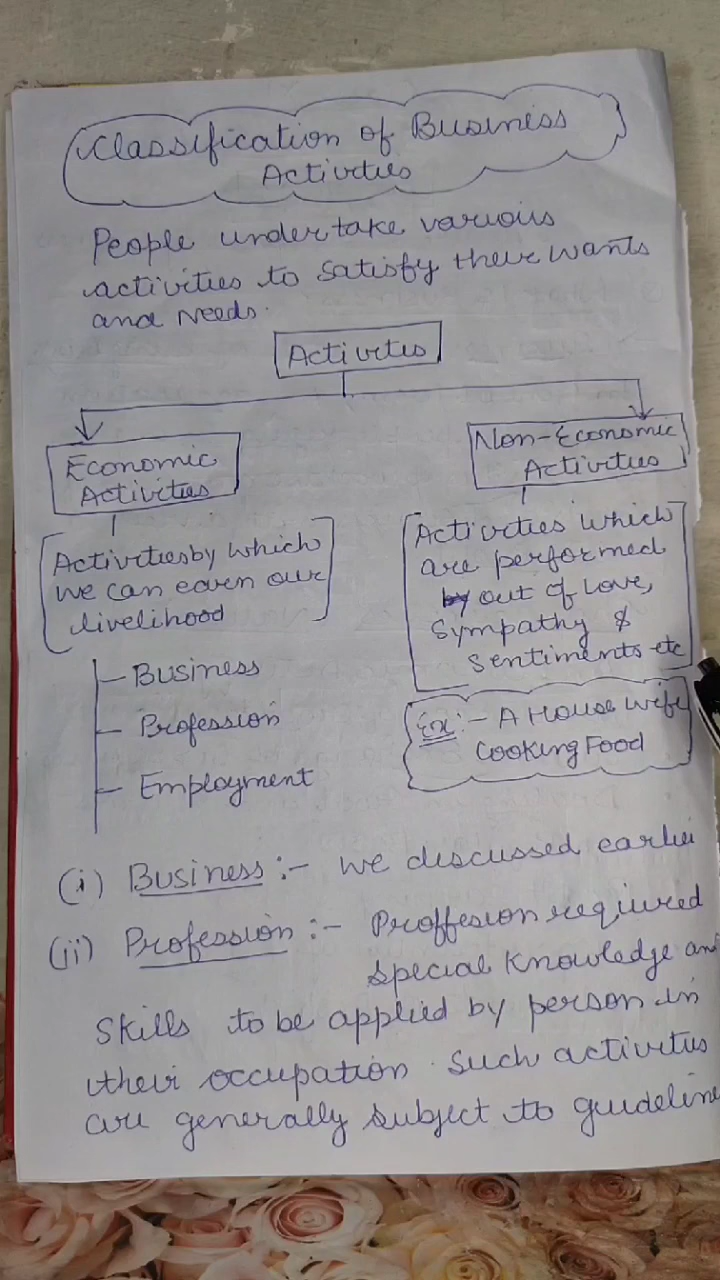 Classification of Business
Activities
People undertake various
activities to satisfy there wants
and needs.
Activites
Economic
Activities
Non-Economic
Activities
Activities by which
we can earn our
livelihood
Activities which
are performed
by out of Love,
Sympathy &
Sentiments etc
Business
Profession
Employment
Ex:- A House wife
Cooking Food
(i) Business :- we discussed earlier
(ii) Profession :- Proffesion required
special knowledge and
skills to be applied by person in
their occupation. Such activities
are generally subject to guideline